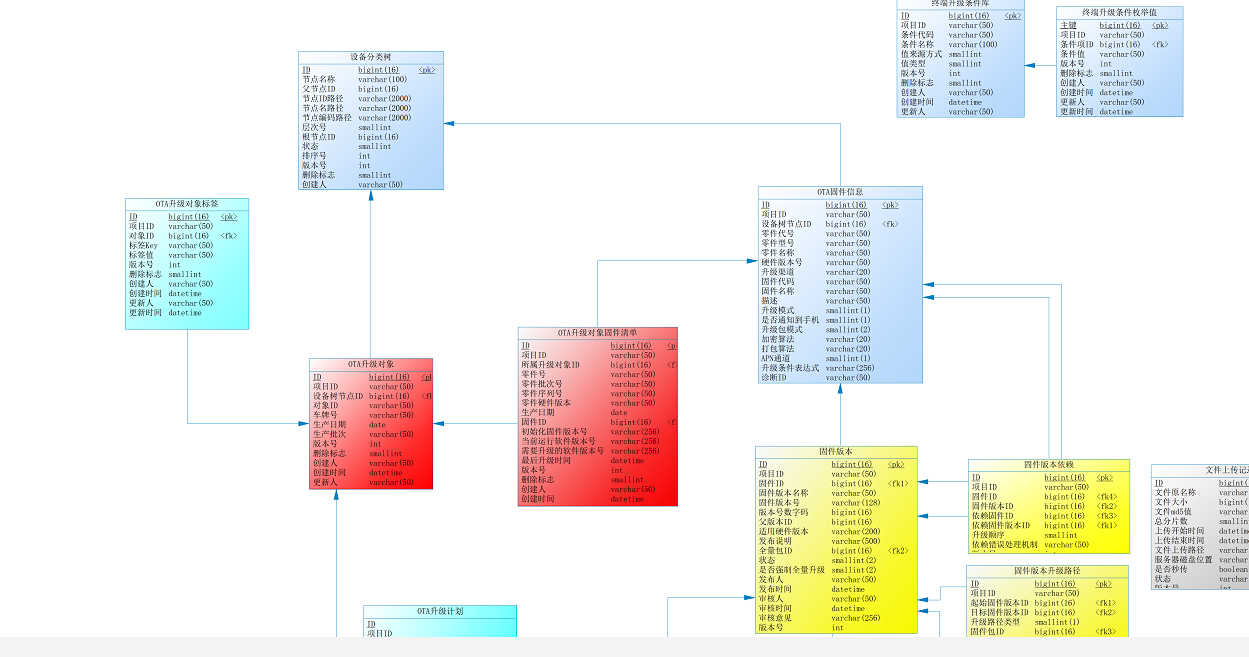 终端升级条件库
ID bigint(16) <pk>
项目ID varchar(50)
条件代码 varchar(50)
条件名称 varchar(100)
值来源方式 smallint
值类型 smallint
版本号 int
删除标志 smallint
创建人 varchar(50)
创建时间 datetime
更新人 varchar(50)
终端升级条件枚举值
主键 bigint(16) <pk>
项目ID varchar(50)
条件项ID bigint(16) <fk>
条件值 varchar(50)
版本号 int
删除标志 smallint
创建人 varchar(50)
创建时间 datetime
更新人 varchar(50)
更新时间 datetime
设备分类树
ID bigint(16) <pk>
节点名称 varchar(100)
父节点ID bigint(16)
节点ID路径 varchar(2000)
节点名路径 varchar(2000)
节点编码路径 varchar(2000)
层次号 smallint
根节点ID bigint(16)
状态 smallint
排序号 int
版本号 int
删除标志 smallint
创建人 varchar(50)
OTA升级对象标签
ID bigint(16) <pk>
项目ID varchar(50)
对象ID bigint(16) <fk>
标签Key varchar(50)
标签值 varchar(50)
版本号 int
删除标志 smallint
创建人 varchar(50)
创建时间 datetime
更新人 varchar(50)
更新时间 datetime
OTA固件信息
ID bigint(16) <pk>
项目ID varchar(50)
设备树节点ID bigint(16) <fk>
零件代号 varchar(50)
零件型号 varchar(50)
零件名称 varchar(50)
硬件版本号 varchar(50)
升级渠道 varchar(20)
固件代码 varchar(50)
固件名称 varchar(50)
描述 varchar(50)
升级模式 smallint(1)
是否通知到手机 smallint(1)
升级包模式 smallint(2)
加密算法 varchar(20)
打包算法 varchar(20)
APN通道 smallint(1)
升级条件表达式 varchar(256)
诊断ID varchar(50)
OTA升级对象固件清单
ID bigint(16) <p
项目ID varchar(50)
所属升级对象ID bigint(16) <f
零件号 varchar(50)
零件批次号 varchar(50)
零件序列号 varchar(50)
零件硬件版本 varchar(50)
生产日期 date
固件ID bigint(16) <f
初始化固件版本号 varchar(256)
当前运行软件版本号 varchar(256)
需要升级的软件版本号 varchar(256)
最后升级时间 datetime
版本号 int
删除标志 smallint
创建人 varchar(50)
创建时间 datetime
OTA升级对象
ID bigint(16) <pk
项目ID varchar(50)
设备树节点ID bigint(16) <fl
对象ID varchar(50)
车牌号 varchar(50)
生产日期 date
生产批次 varchar(50)
版本号 int
删除标志 smallint
创建人 varchar(50)
创建时间 datetime
更新人 varchar(50)
固件版本
ID bigint(16) <pk>
项目ID varchar(50)
固件ID bigint(16) <fk1>
固件版本名称 varchar(50)
固件版本号 varchar(128)
版本号数字码 bigint(16)
父版本ID bigint(16)
适用硬件版本 varchar(200)
发布说明 varchar(500)
全量包ID bigint(16) <fk2>
状态 smallint(2)
是否强制全量升级 smallint(2)
发布人 varchar(50)
发布时间 datetime
审核人 varchar(50)
审核时间 datetime
审核意见 varchar(256)
版本号 int
固件版本依赖
ID bigint(16) <pk>
项目ID varchar(50)
固件ID bigint(16) <fk4>
固件版本ID bigint(16) <fk2>
依赖固件ID bigint(16) <fk3>
依赖固件版本ID bigint(16) <fk1>
升级顺序 smallint
依赖错误处理机制 varchar(50)
文件上传记
ID bigint(
文件原名称 varchar
文件大小 bigint(
文件md5值 varchar
总分片数 smallin
上传开始时间 datetim
上传结束时间 datetim
文件上传路径 varchar
服务器磁盘位置 varchar
是否秒传 boolean
状态 varchar
固件版本升级路径
ID bigint(16) <pk>
项目ID varchar(50)
起始固件版本ID bigint(16) <fk1>
目标固件版本ID bigint(16) <fk2>
升级路径类型 smallint(1)
固件包ID bigint(16) <fk3>
OTA升级计划
ID
项目ID